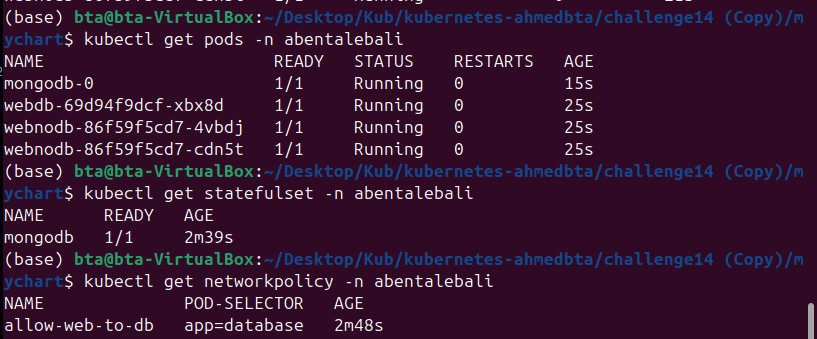 (base) bta@bta-VirtualBox:~/Desktop/Kub/kubernetes-ahmedbta/challenge14 (Copy)/m
ychart$ kubectl get pods -n abentalebali
NAME READY STATUS RESTARTS AGE
mongodb-0 1/1 Running 0 15s
webdb-69d94f9dcf-xbx8d 1/1 Running 0 25s
webnodb-86f59f5cd7-4vbdj 1/1 Running 0 25s
webnodb-86f59f5cd7-cdn5t 1/1 Running 0 25s
(base) bta@bta-VirtualBox:~/Desktop/Kub/kubernetes-ahmedbta/challenge14 (Copy)/m
ychart$ kubectl get statefulset -n abentalebali
NAME READY AGE
mongodb 1/1 2m39s
(base) bta@bta-VirtualBox:~/Desktop/Kub/kubernetes-ahmedbta/challenge14 (Copy)/m
ychart$ kubectl get networkpolicy -n abentalebali
NAME POD-SELECTOR AGE
allow-web-to-db app=database 2m48s